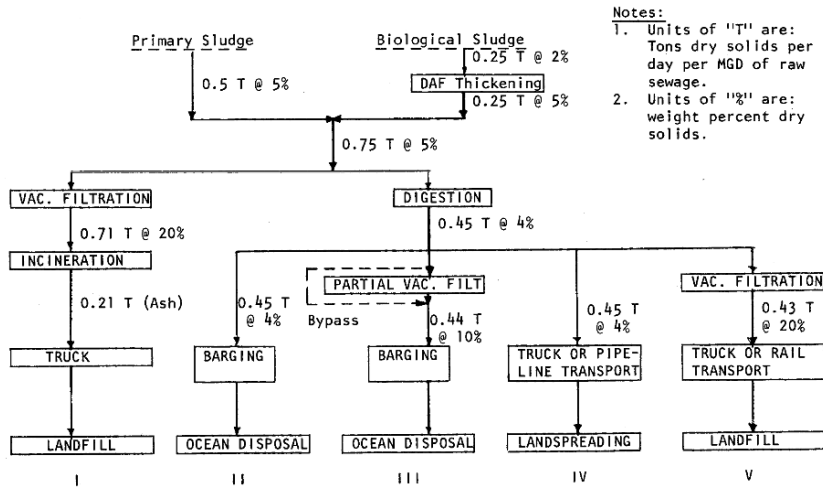 Primary Sludge
Biological Sludge
0.5 T @ 5%
0.25 T @ 2%
DAF Thickening
0.25 T @ 5%
0.75 T @ 5%
Notes:
1. Units of "T" are:
Tons dry solids per
day per MGD of raw
sewage.
2. Units of "%" are:
weight percent dry
solids.
VAC. FILTRATION
DIGESTION
0.71 T @ 20%
0.45 T @ 4%
INCINERATION
PARTIAL VAC. FILT
VAC. FILTRATION
0.21 T (Ash)
0.45 T
@ 4%
Bypass
0.44 T
@ 10%
0.45 T
@ 4%
0.43 T
@ 20%
TRUCK
BARGING
BARGING
TRUCK OR PIPE-
LINE TRANSPORT
TRUCK OR RAIL
TRANSPORT
LANDFILL
OCEAN DISPOSAL
OCEAN DISPOSAL
LANDSPREADING
LANDFILL
I
II
III
IV
V